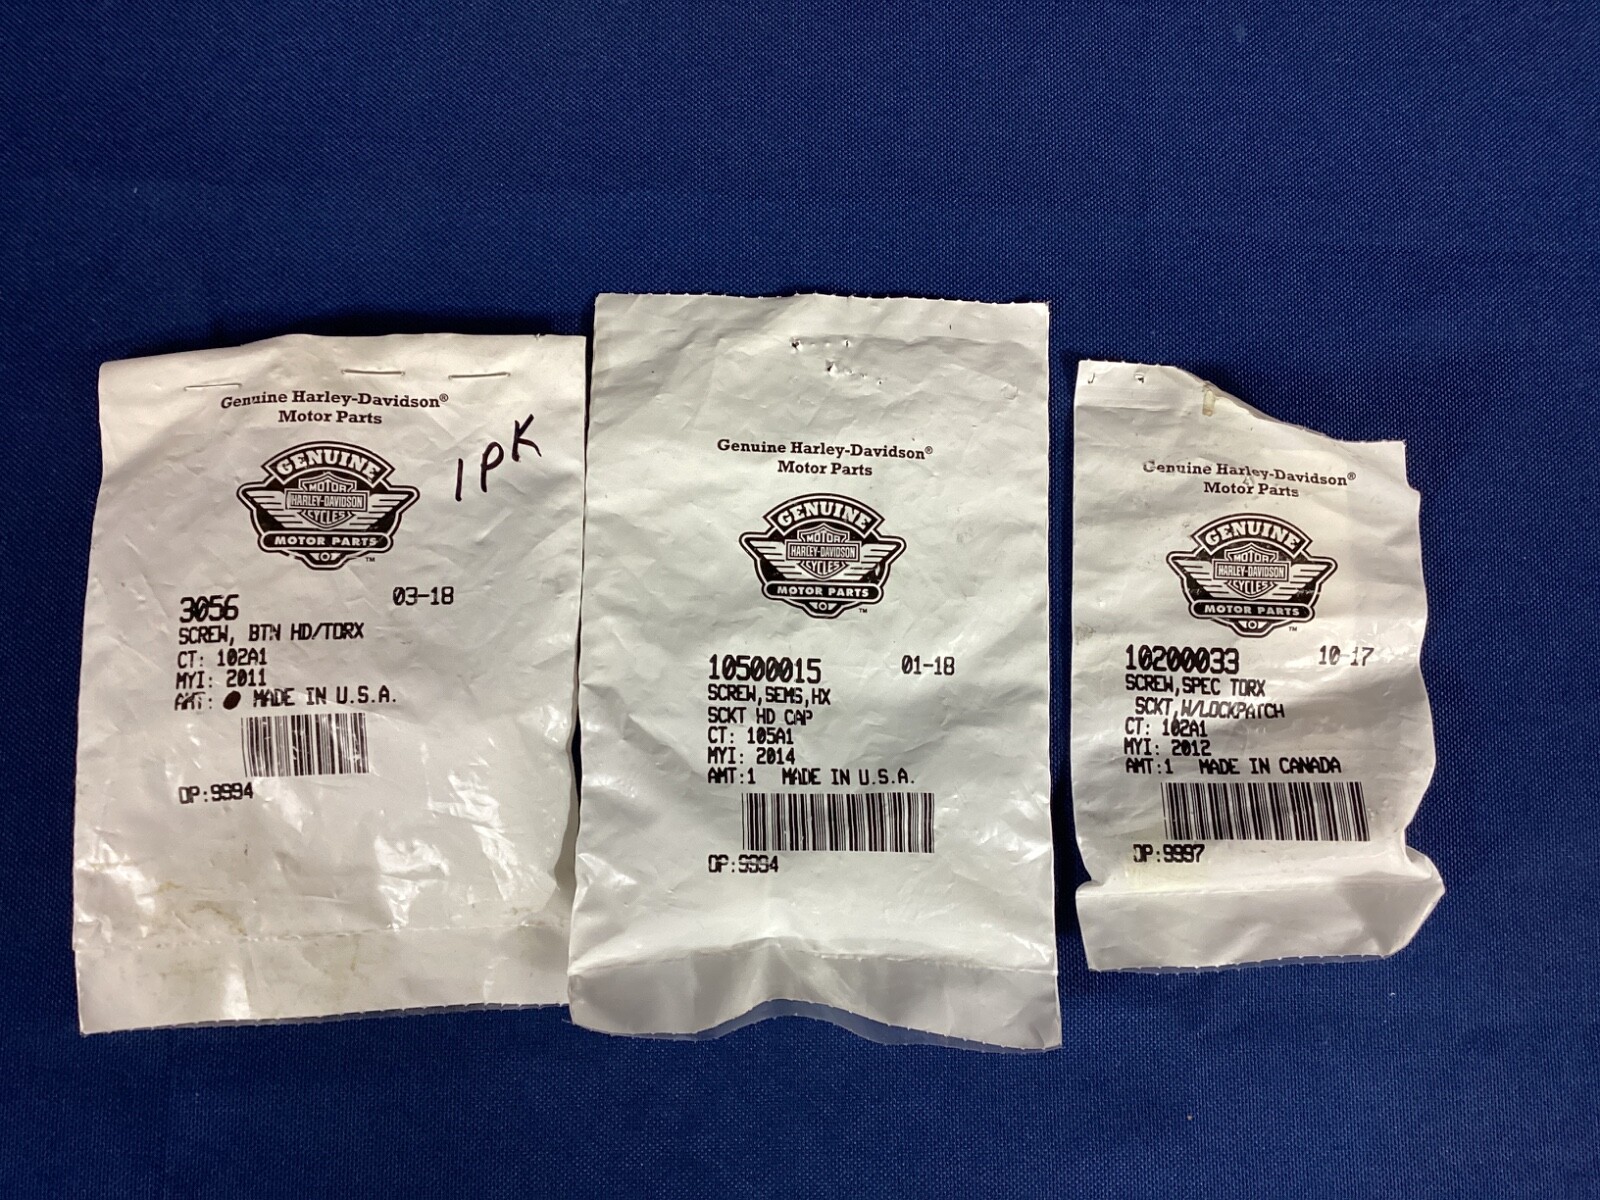 Genuine Harley-Davidson®
Motor Parts
1PK
GENUINE
MOTOR
HARLEY-DAVIDSON
CYCLES
MOTOR PARTS
™
3056 03-18
SCREW, BTN HD/TORX
CT: 102A1
MYI: 2011
AMT: MADE IN U.S.A.
OP:9994
Genuine Harley-Davidson®
Motor Parts
GENUINE
MOTOR
HARLEY-DAVIDSON
CYCLES
MOTOR PARTS
™
10500015 01-18
SCREW,SEMS,HX
SCKT HD CAP
CT: 105A1
MYI: 2014
AMT:1 MADE IN U.S.A.
OP:9994
Genuine Harley-Davidson®
Motor Parts
GENUINE
MOTOR
HARLEY-DAVIDSON
CYCLES
MOTOR PARTS
™
10200033 10-17
SCREW,SPEC TORX
SCKT,W/LOCKPATCH
CT: 102A1
MYI: 2012
AMT:1 MADE IN CANADA
OP:9997